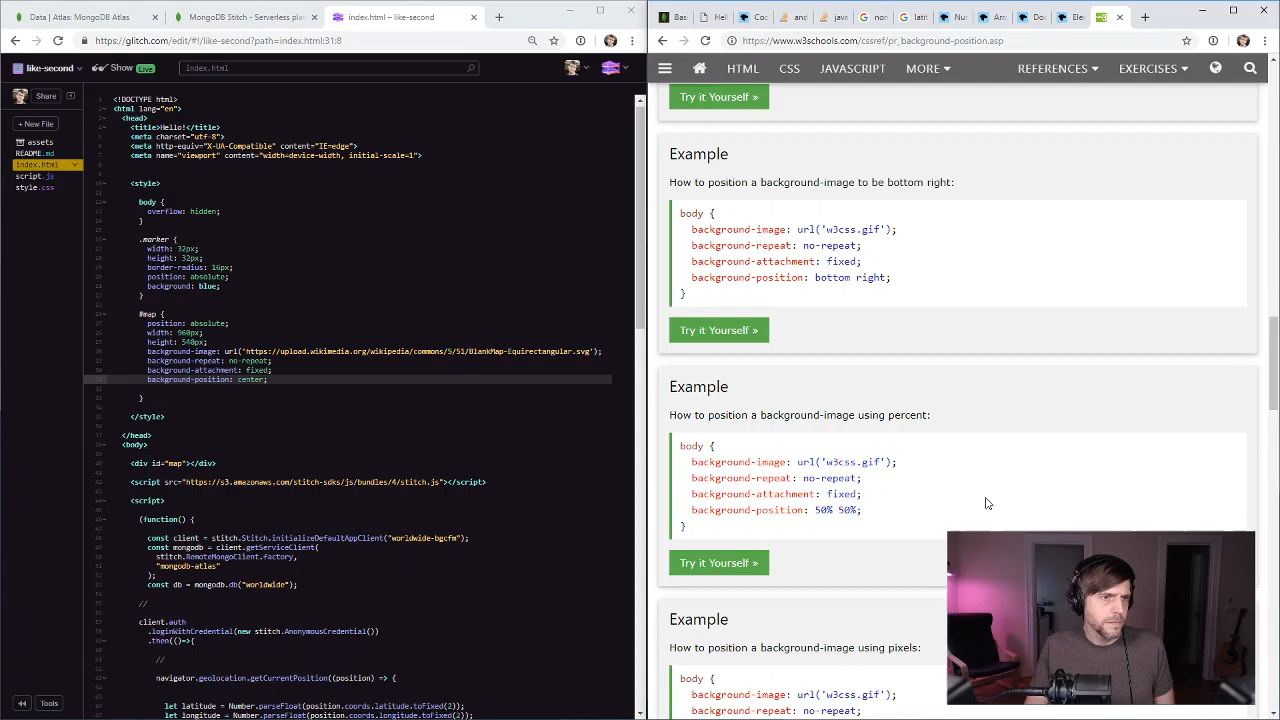 Data | MongoDB Atlas
MongoDB Stitch - Serverless pla
index.html – like-second
https://glitch.com/edit/#!/like-second?path=index.html:31:8
like-second
Show
Live
index.html
Share
+ New File
assets
README.md
index.html
script.js
style.css
<!DOCTYPE html>
<html lang="en">
<head>
<title>Hello!</title>
<meta charset="utf-8">
<meta http-equiv="X-UA-Compatible" content="IE=edge">
<meta name="viewport" content="width=device-width, initial-scale=1">
<style>
body {
overflow: hidden;
}
.marker {
width: 32px;
height: 32px;
border-radius: 16px;
position: absolute;
background: blue;
}
#map {
position: absolute;
width: 960px;
height: 540px;
background-image: url('https://upload.wikimedia.org/wikipedia/commons/
background-repeat: no-repeat;
background-attachment: fixed;
background-position: center;
}
</style>
</head>
<body>
<div id="map"></div>
<script src="https://s3.amazonaws.com/stitch-sdks/js/bundles/4/stitch.js"></script>
<script>
(function() {
const client = stitch.Stitch.initializeDefaultAppClient(
const mongodb = client.getServiceClient(
stitch.RemoteMongoClient.factory,
"mongodb-atlas"
);
const db = mongodb.db("worldwide");
//
client.auth
.loginWithCredential(new stitch.AnonymousCredential())
.then(()=>{
//
navigator.geolocation.getCurrentPosition((position) => {
let latitude = Number.parseFloat(position.coords.latitude.toFixed(2));
let longitude = Number.parseFloat(position.coords.longitude.toFixed(2));
Tools
Bas
Hel
Co
and
Jav
nor
lati
Nu
Arr
Ele
https://www.w3schools.com/cssref/pr_background-position.asp
HTML
CSS
JAVASCRIPT
MORE
REFERENCES
EXERCISES
Try it Yourself »
Example
How to position a background-image to be bottom right:
body {
background-image: url('w3css.gif');
background-repeat: no-repeat;
background-attachment: fixed;
background-position: bottom right;
}
Try it Yourself »
Example
How to position a background-image using percent:
body {
background-image: url('w3css.gif');
background-repeat: no-repeat;
background-attachment: fixed;
background-position: 50% 50%;
}
Try it Yourself »
Example
How to position a background-image using pixels:
body {
background-image: url('w3css.gif');
background-repeat: no-repeat;